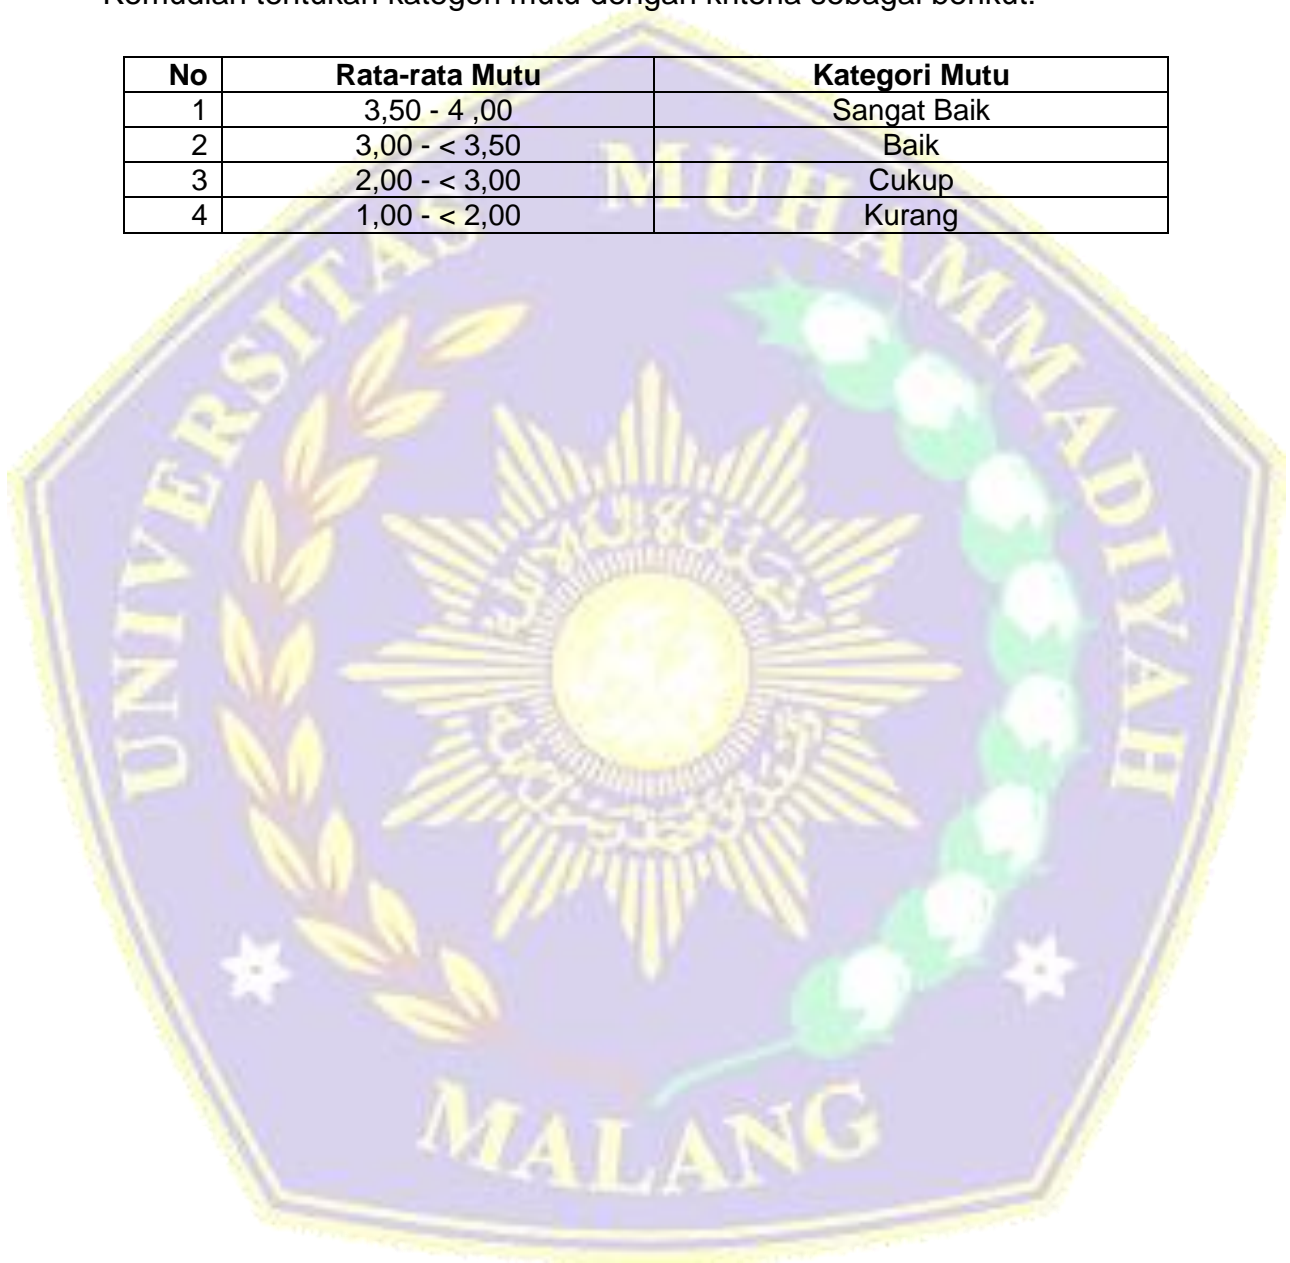 Kemudian tentukan kategori mutu dengan kriteria sebagai berikut:
No Rata-rata Mutu Kategori Mutu
1 3,50 - 4 ,00 Sangat Baik
2 3,00 - < 3,50 Baik
3 2,00 - < 3,00 Cukup
4 1,00 - < 2,00 Kurang
UNIVERSITAS MUHAMMADIYAH
MALANG